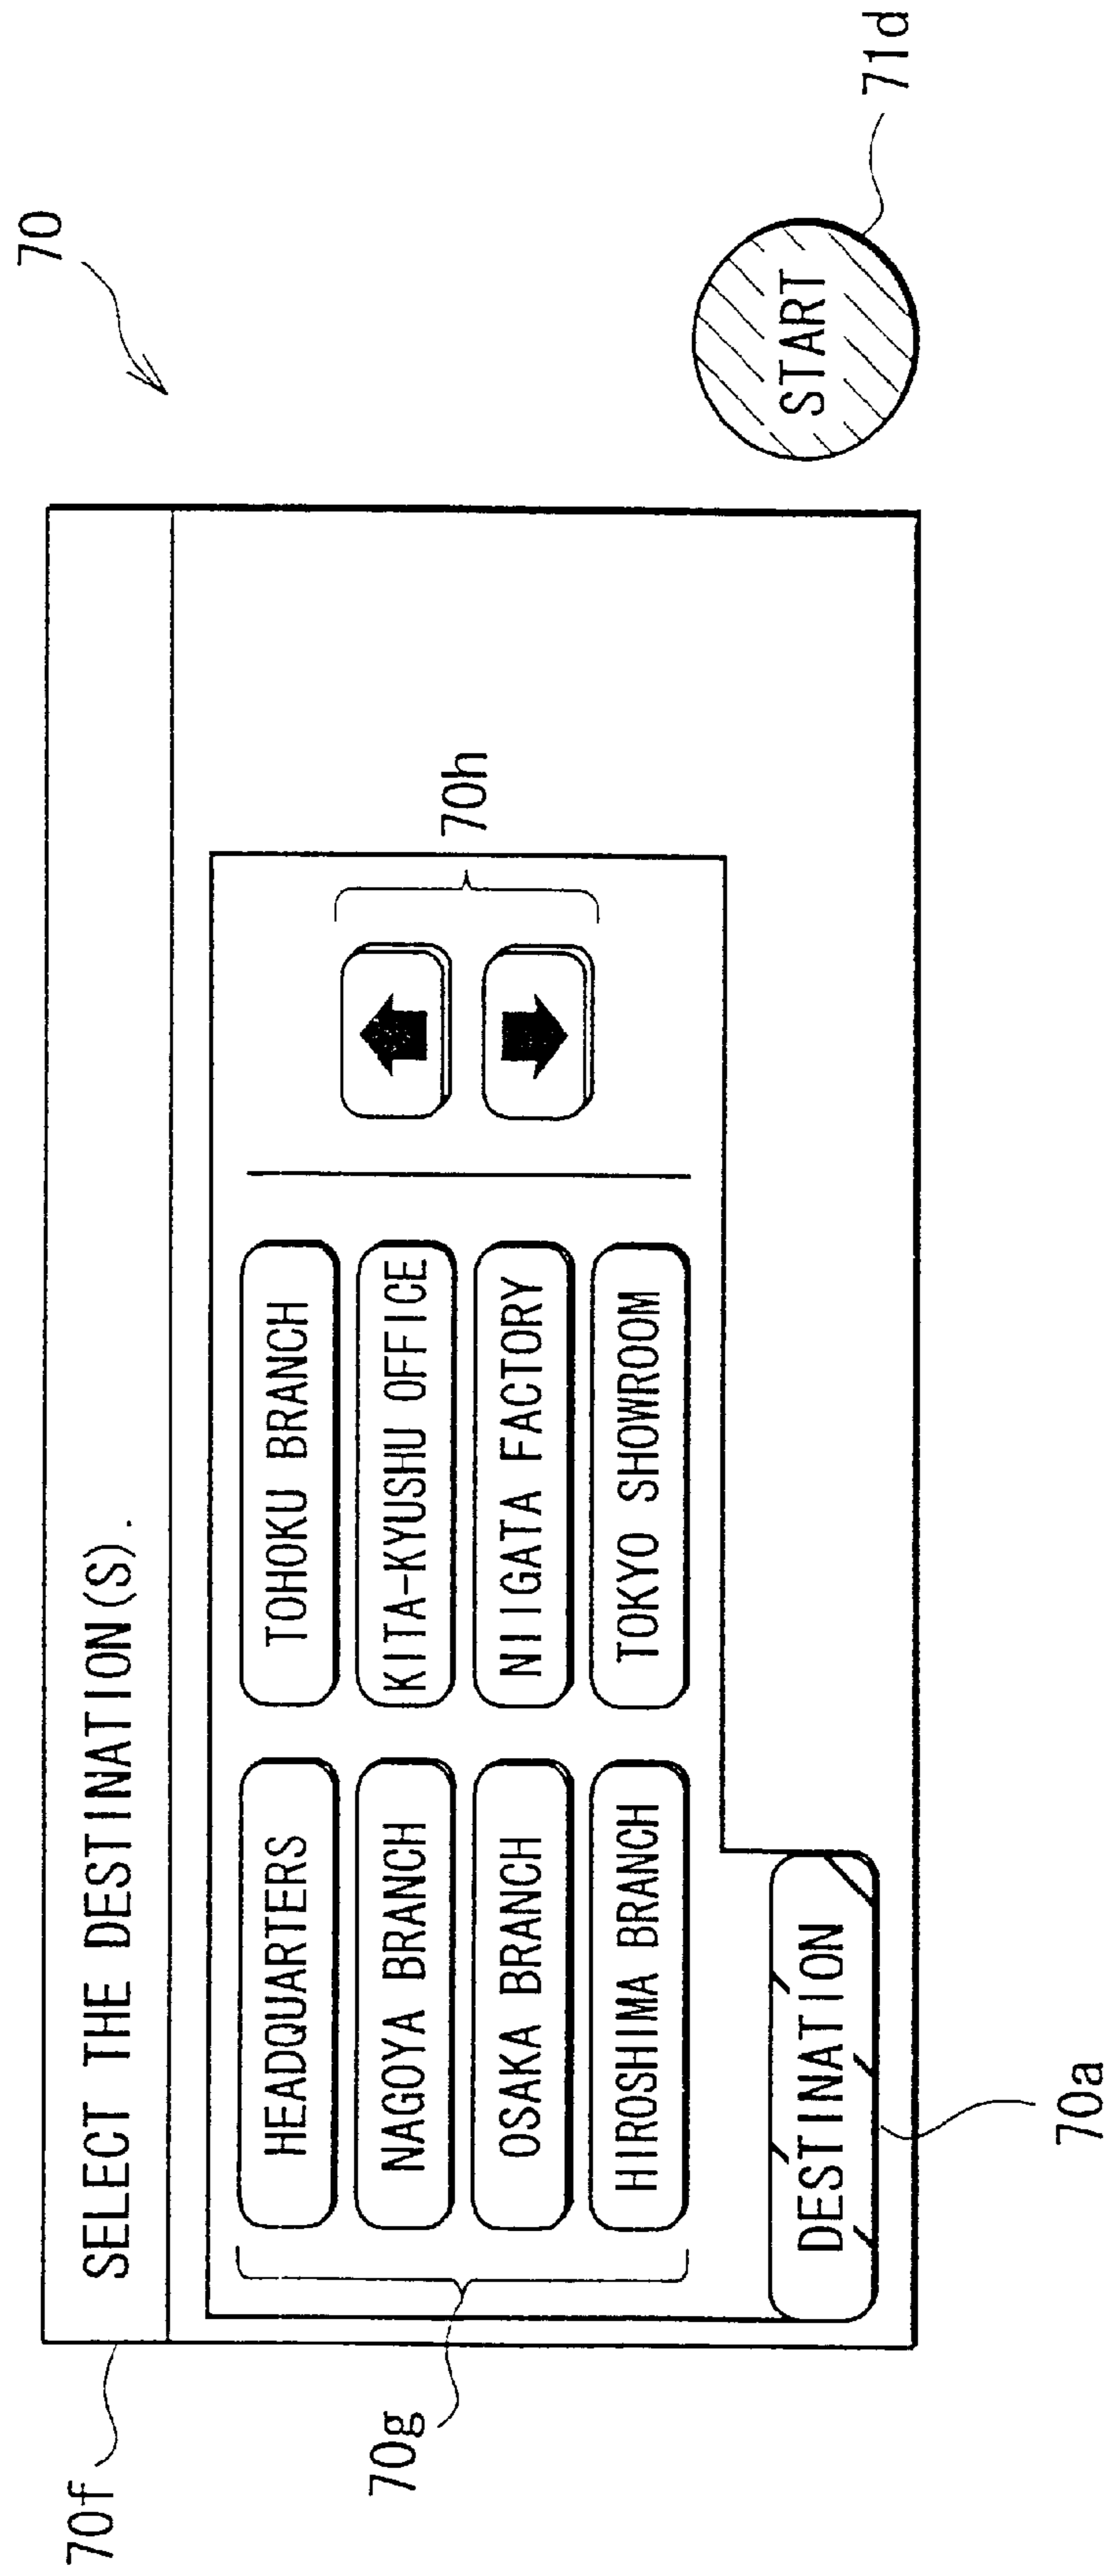 70
70f
SELECT THE DESTINATION(S).
70g
HEADQUARTERS
TOHOKU BRANCH
NAGOYA BRANCH
KITA-KYUSHU OFFICE
OSAKA BRANCH
NIIGATA FACTORY
HIROSHIMA BRANCH
TOKYO SHOWROOM
70h
DESTINATION
70a
START
71d